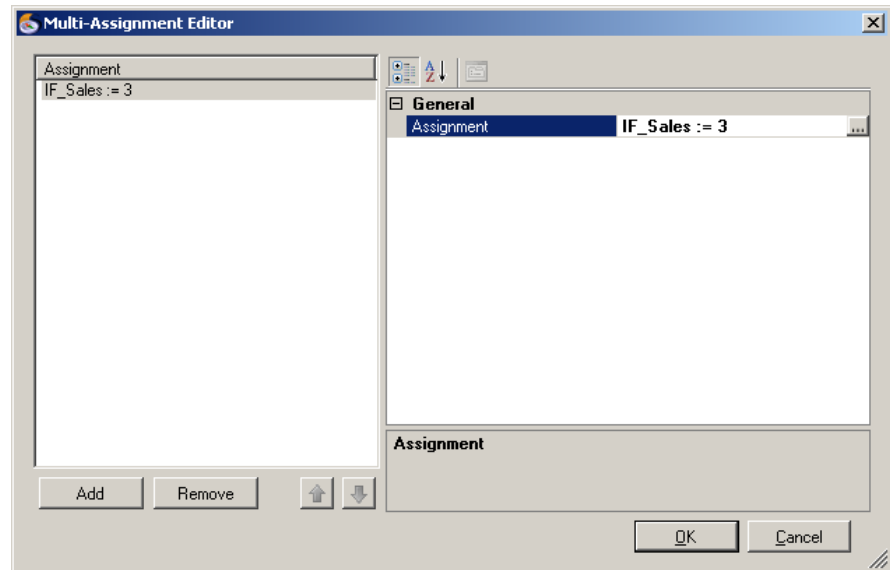 Multi-Assignment Editor
Assignment
IF_Sales := 3
General
Assignment IF_Sales := 3 ...
Assignment
Add Remove
OK Cancel